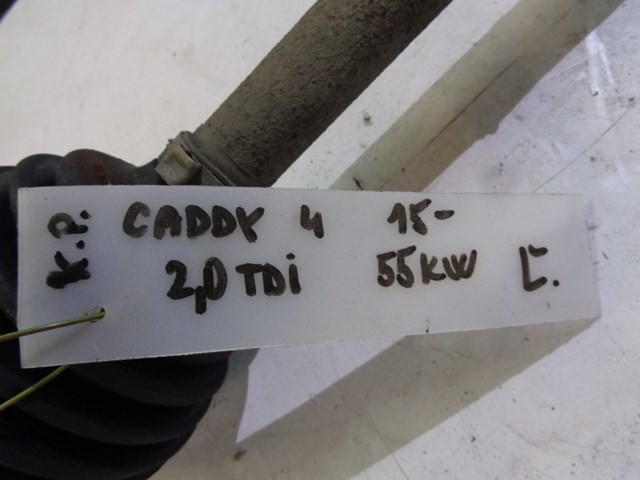 K.P.
CADDY 4 15-
2,0 TDi 55KW Ľ.